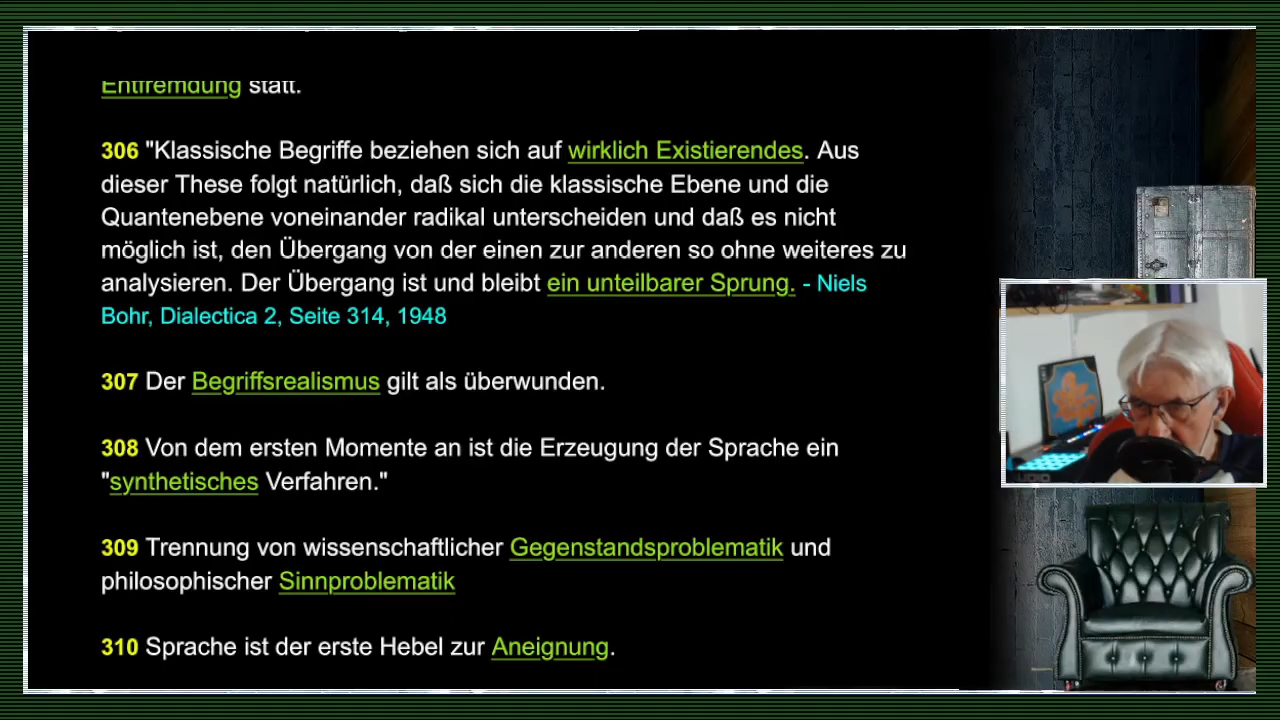 Entfremdung statt.
306 "Klassische Begriffe beziehen sich auf wirklich Existierendes. Aus
dieser These folgt natürlich, daß sich die klassische Ebene und die
Quantenebene voneinander radikal unterscheiden und daß es nicht
möglich ist, den Übergang von der einen zur anderen so ohne weiteres zu
analysieren. Der Übergang ist und bleibt ein unteilbarer Sprung. - Niels
Bohr, Dialectica 2, Seite 314, 1948
307 Der Begriffsrealismus gilt als überwunden.
308 Von dem ersten Momente an ist die Erzeugung der Sprache ein
"synthetisches Verfahren."
309 Trennung von wissenschaftlicher Gegenstandsproblematik und
philosophischer Sinnproblematik
310 Sprache ist der erste Hebel zur Aneignung.